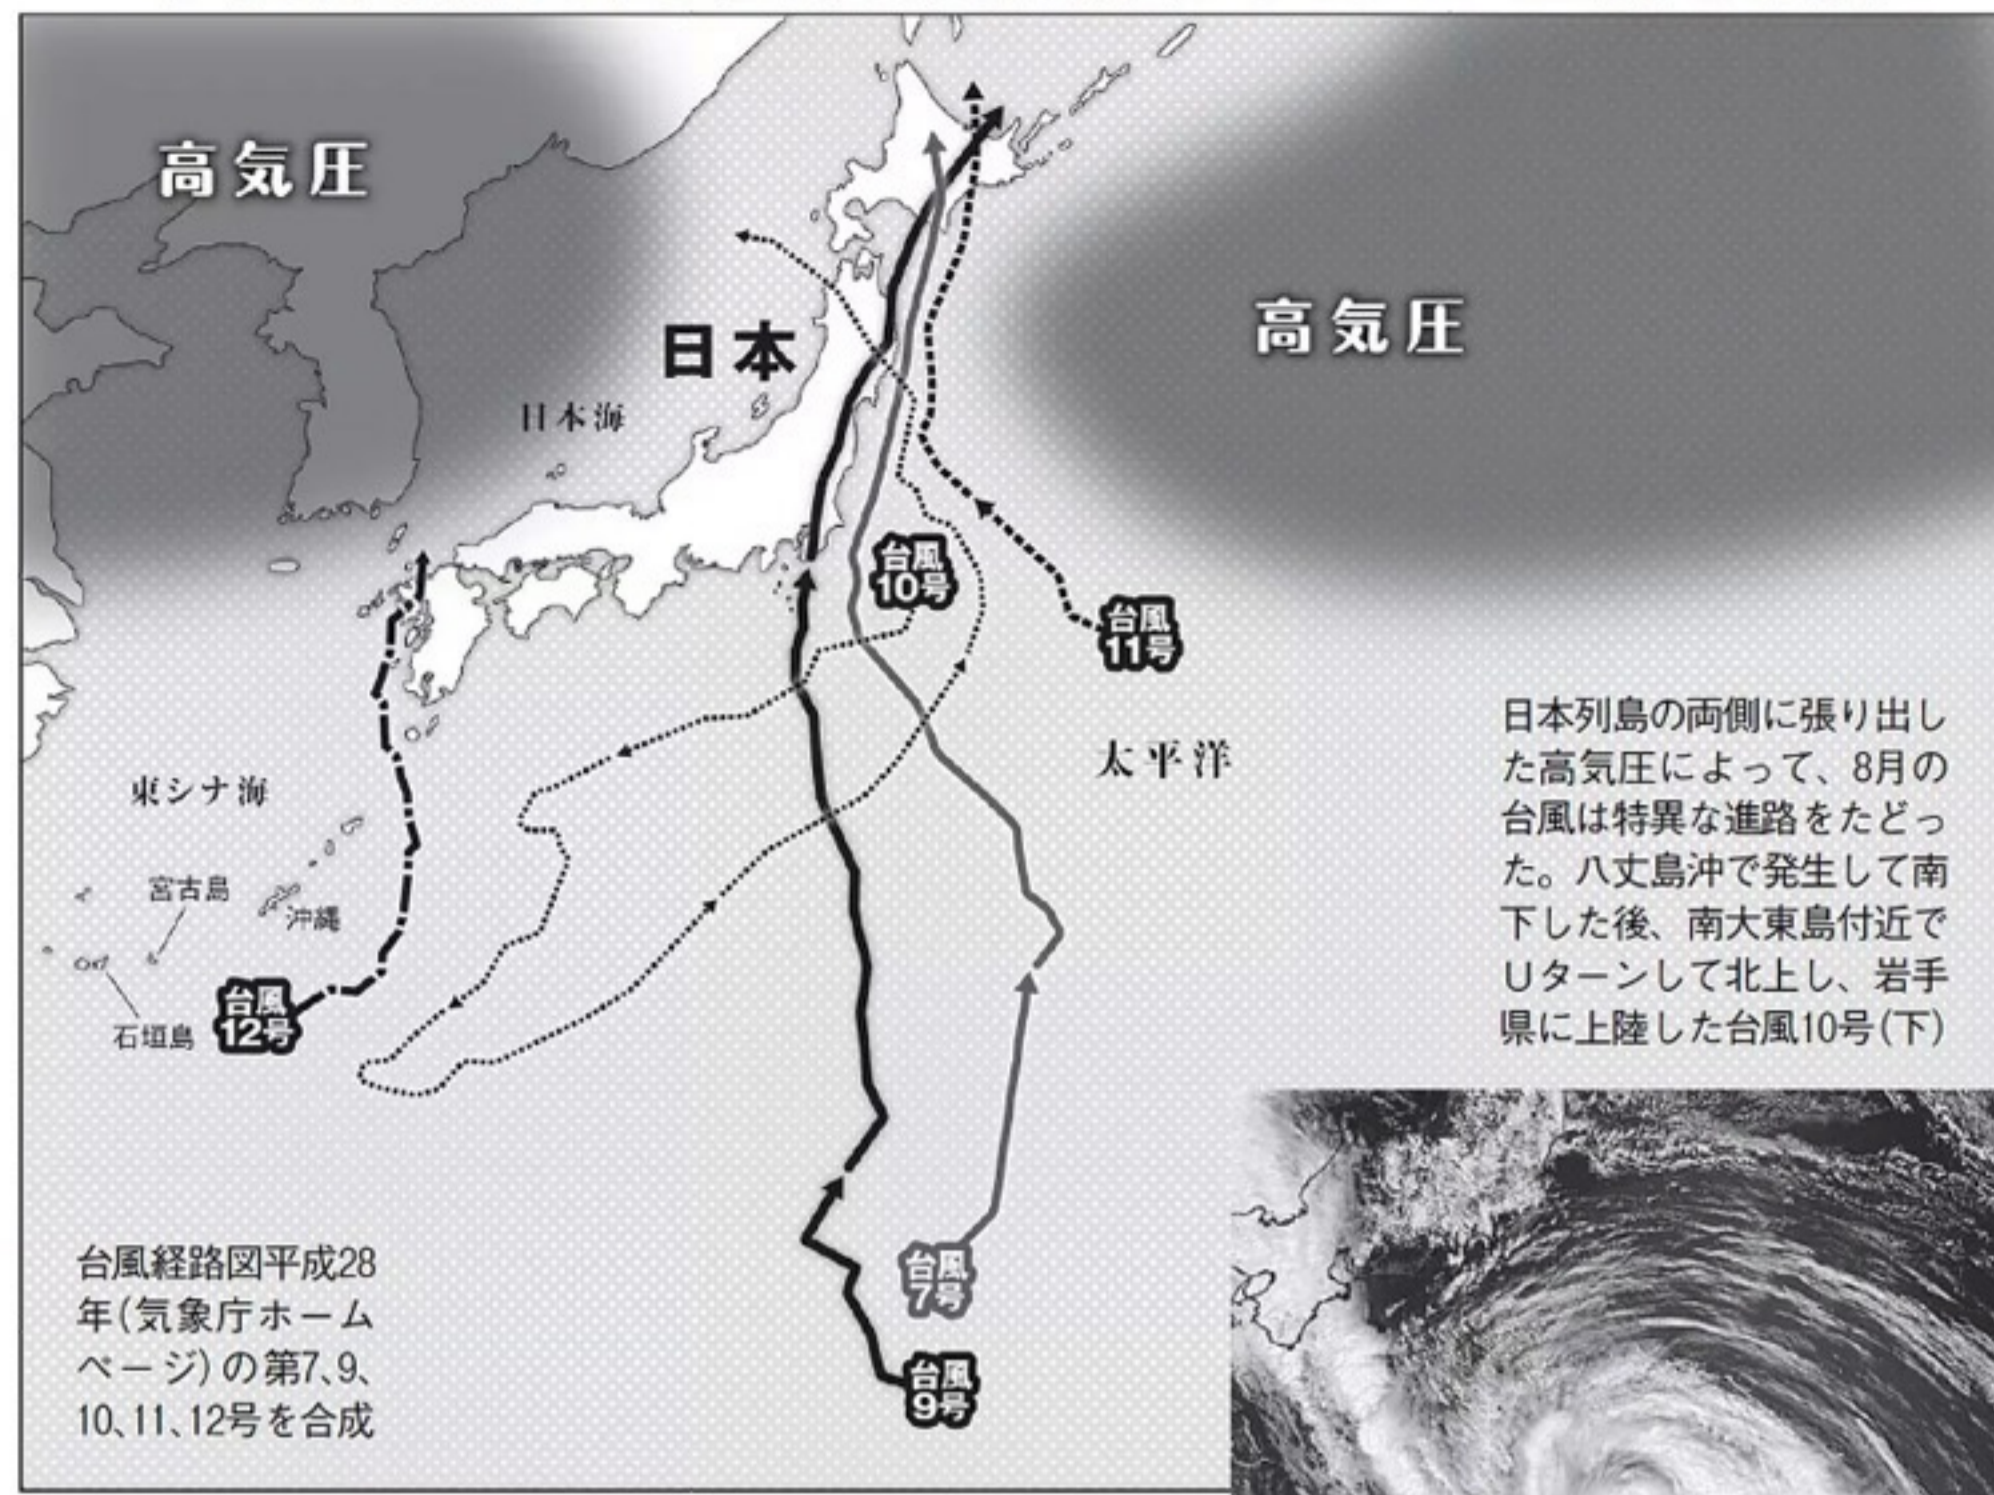 高気圧
高気圧
日本
日本海
台風
10号
台風
11号
太平洋
東シナ海
宮古島
沖縄
石垣島
台風
12号
台風
7号
台風
9号
日本列島の両側に張り出し
た高気圧によって、8月の
台風は特異な進路をたどっ
た。八丈島沖で発生して南
下した後、南大東島付近で
Uターンして北上し、岩手
県に上陸した台風10号(下)
台風経路図平成28
年(気象庁ホーム
ページ)の第7、9、
10、11、12号を合成